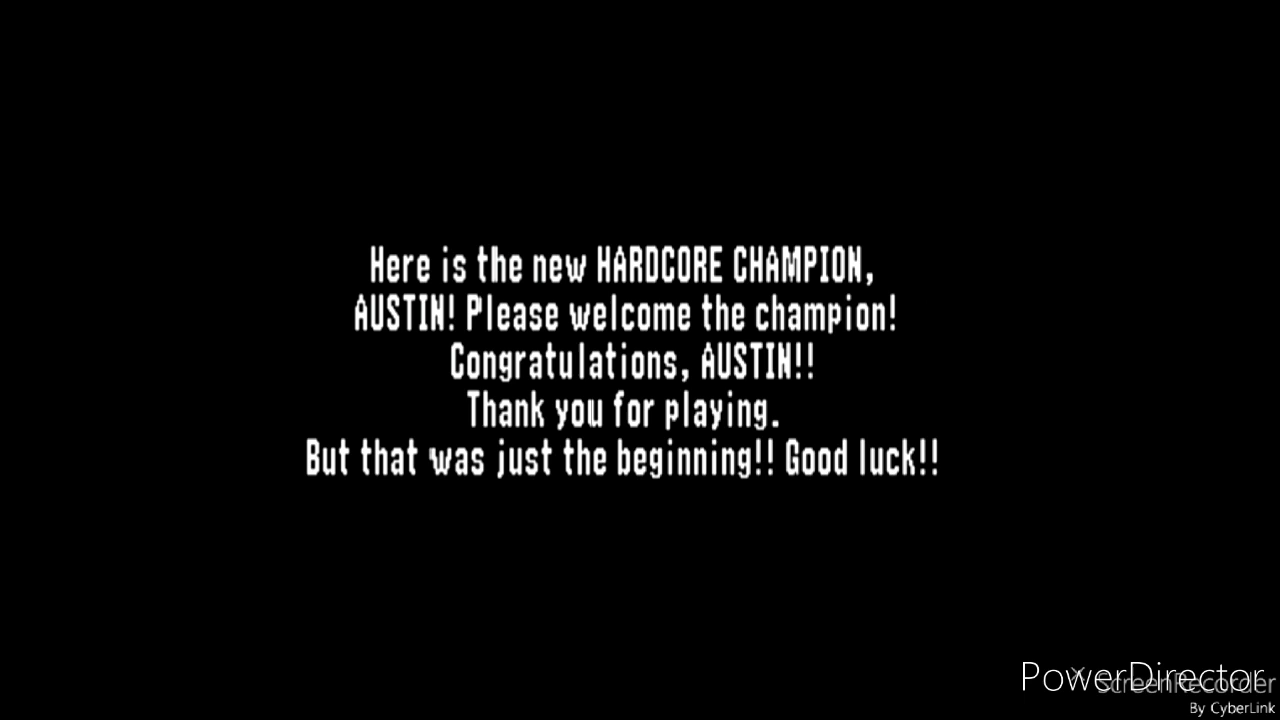 Here is the new HARDCORE CHAMPION,
AUSTIN! Please welcome the champion!
Congratulations, AUSTIN!!
Thank you for playing.
But that was just the beginning!! Good luck!!
PowerDirector
ScreenRecorder
By CyberLink